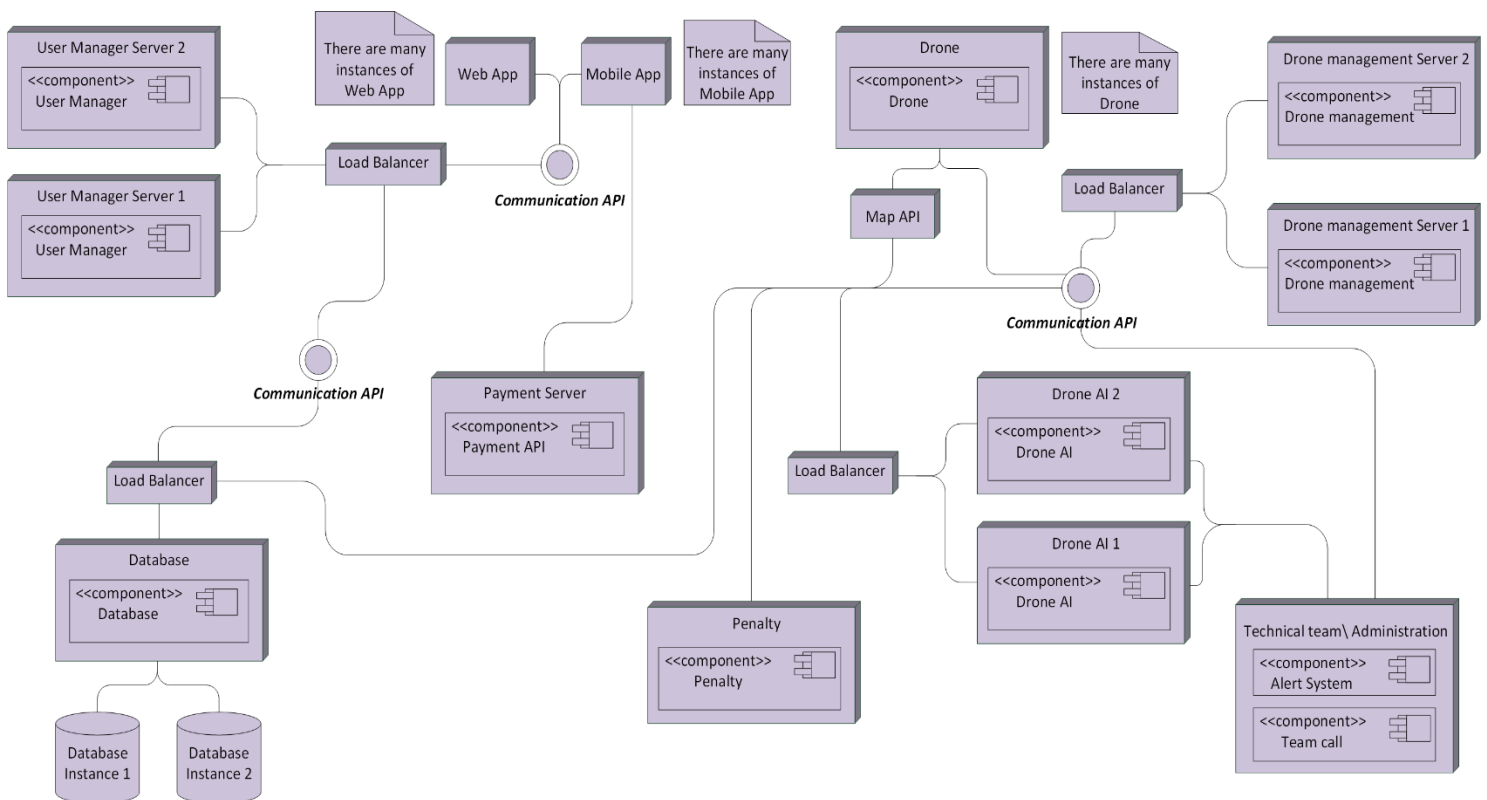 User Manager Server 2
<<component>>
User Manager
There are many
instances of
Web App
Web App
Mobile App
There are many
instances of
Mobile App
Drone
<<component>>
Drone
There are many
instances of
Drone
Drone management Server 2
<<component>>
Drone management
User Manager Server 1
<<component>>
User Manager
Load Balancer
Communication API
Map API
Load Balancer
Drone management Server 1
<<component>>
Drone management
Communication API
Communication API
Payment Server
<<component>>
Payment API
Drone AI 2
<<component>>
Drone AI
Load Balancer
Load Balancer
Drone AI 1
<<component>>
Drone AI
Database
<<component>>
Database
Penalty
<<component>>
Penalty
Technical team\ Administration
<<component>>
Alert System
<<component>>
Team call
Database
Instance 1
Database
Instance 2